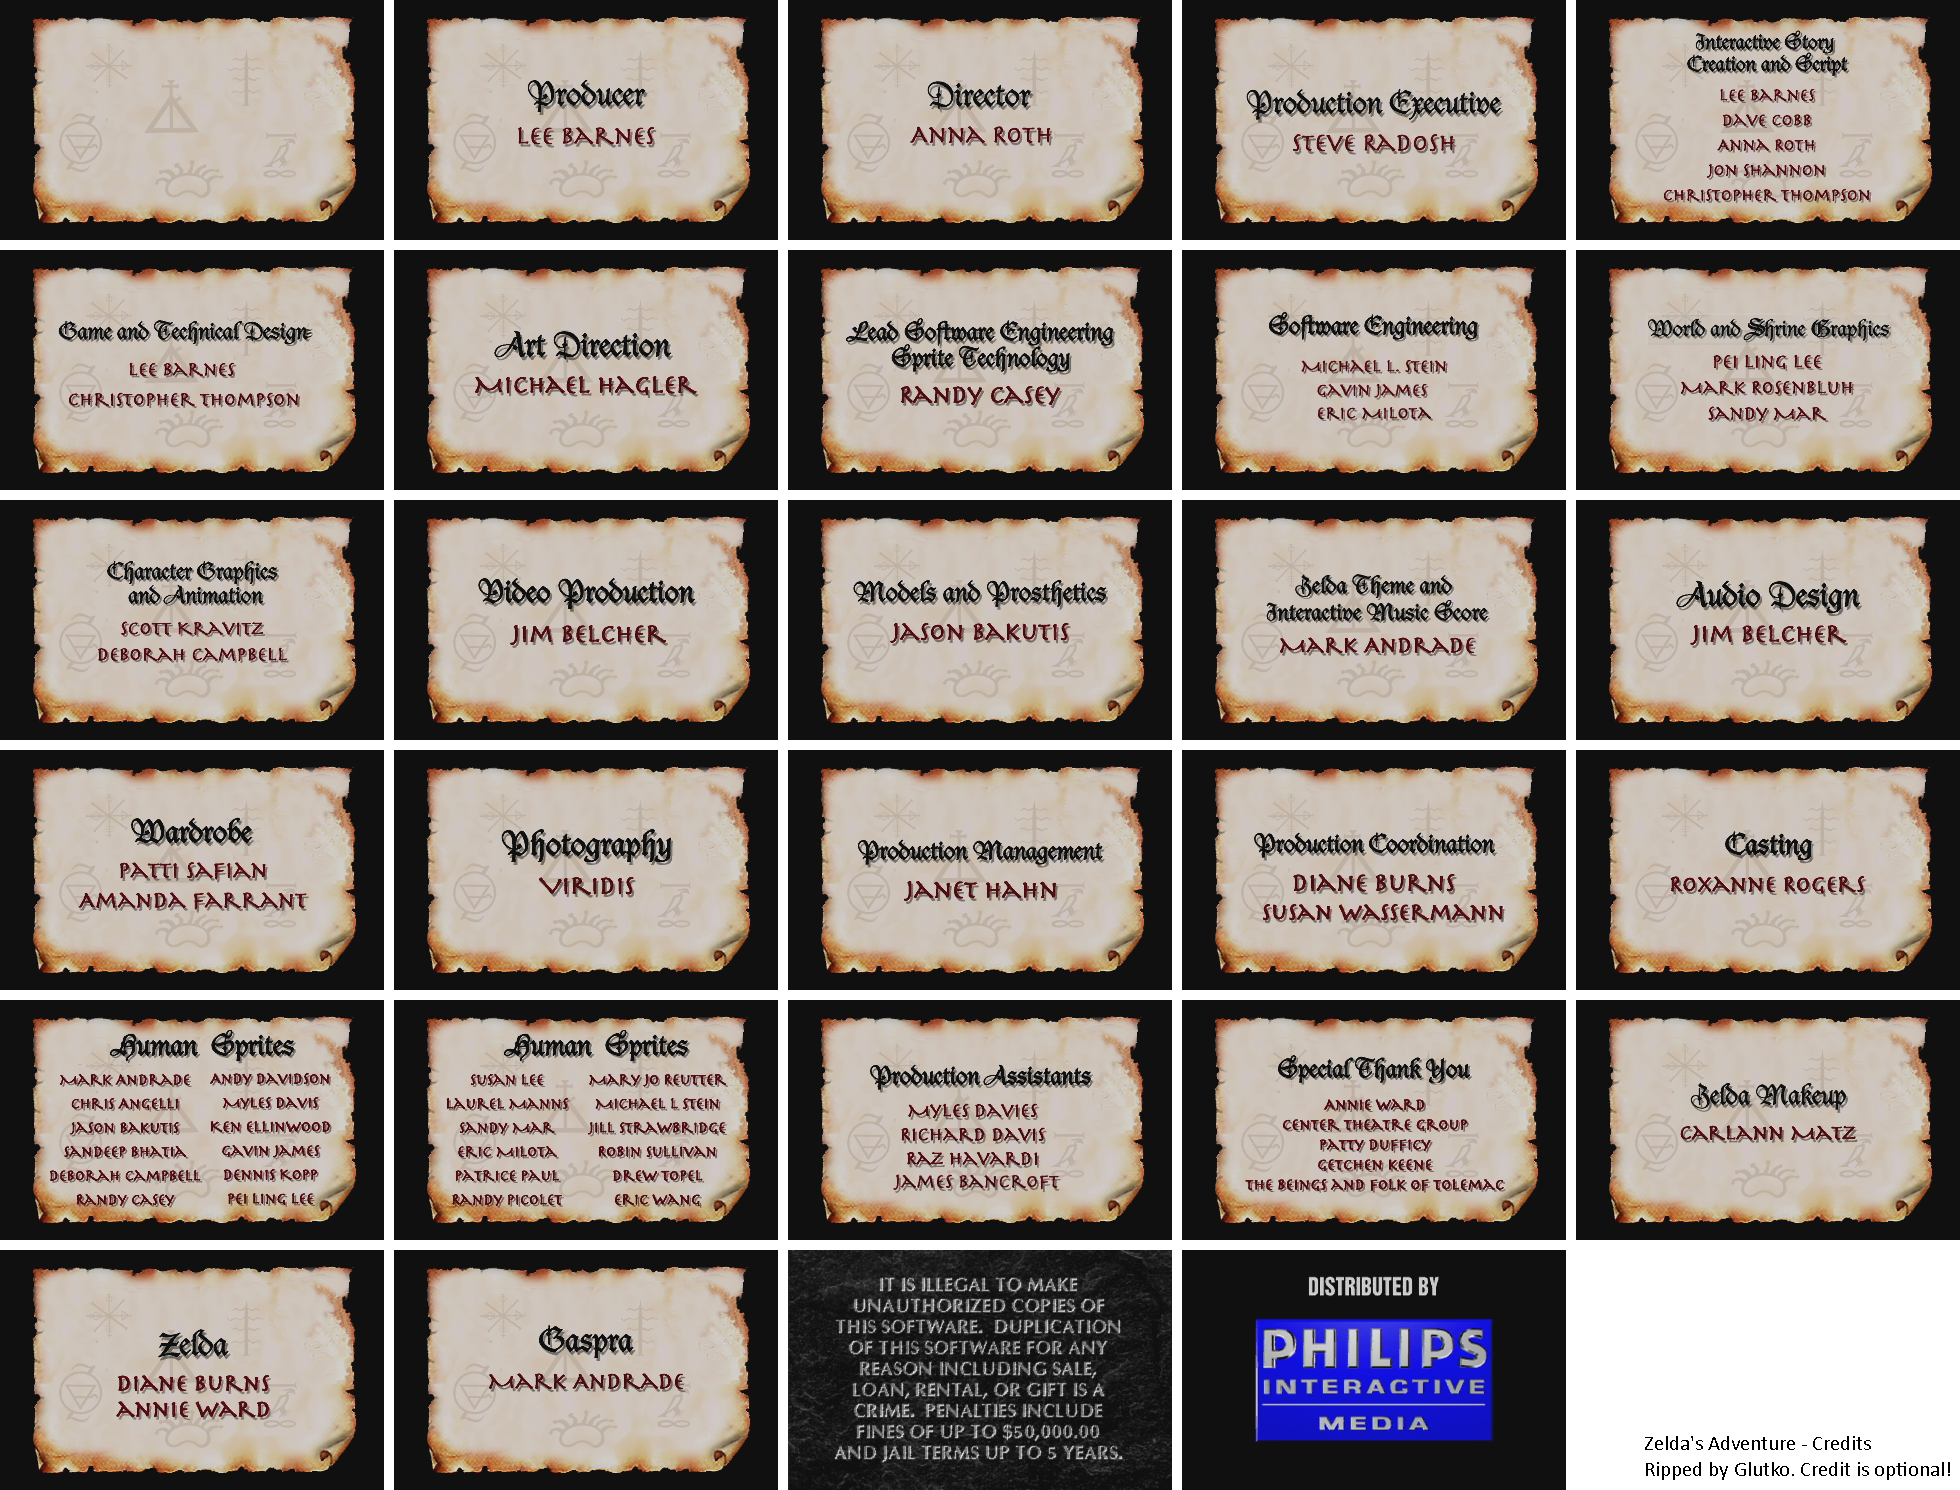 Producer
LEE BARNES
Director
ANNA ROTH
Production Executive
STEVE RADOSH
Interactive Story
Creation and Script
LEE BARNES
DAVE COBB
ANNA ROTH
JON SHANNON
CHRISTOPHER THOMPSON
Game and Technical Design
LEE BARNES
CHRISTOPHER THOMPSON
Art Direction
MICHAEL HAGLER
Lead Software Engineering
Sprite Technology
RANDY CASEY
Software Engineering
MICHAEL L. STEIN
GAVIN JAMES
ERIC MILOTA
World and Shrine Graphics
PEI LING LEE
MARK ROSENBLUH
SANDY MAR
Character Graphics
and Animation
SCOTT KRAVITZ
DEBORAH CAMPBELL
Video Production
JIM BELCHER
Models and Prosthetics
JASON BAKUTIS
Zelda Theme and
Interactive Music Score
MARK ANDRADE
Audio Design
JIM BELCHER
Wardrobe
PATTI SAFIAN
AMANDA FARRANT
Photography
VIRIDIS
Production Management
JANET HAHN
Production Coordination
DIANE BURNS
SUSAN WASSERMANN
Casting
ROXANNE ROGERS
Human Sprites
MARK ANDRADE ANDY DAVIDSON
CHRIS ANGELLI MYLES DAVIS
JASON BAKUTIS KEN ELLINWOOD
SANDEEP BHATIA GAVIN JAMES
DEBORAH CAMPBELL DENNIS KOPP
RANDY CASEY PEI LING LEE
Human Sprites
SUSAN LEE MARY JO REUTTER
LAUREL MANNS MICHAEL L STEIN
SANDY MAR JILL STRAWBRIDGE
ERIC MILOTA ROBIN SULLIVAN
PATRICE PAUL DREW TOPEL
RANDY PICOLET ERIC WANG
Production Assistants
MYLES DAVIES
RICHARD DAVIS
RAZ HAVARDI
JAMES BANCROFT
Special Thank You
ANNIE WARD
CENTER THEATRE GROUP
PATTY DUFFICY
GETCHEN KEENE
THE BEINGS AND FOLK OF TOLEMAC
Zelda Makeup
CARLANN MATZ
Zelda
DIANE BURNS
ANNIE WARD
Gaspra
MARK ANDRADE
IT IS ILLEGAL TO MAKE
UNAUTHORIZED COPIES OF
THIS SOFTWARE. DUPLICATION
OF THIS SOFTWARE FOR ANY
REASON INCLUDING SALE,
LOAN, RENTAL, OR GIFT IS A
CRIME. PENALTIES INCLUDE
FINES OF UP TO $50,000.00
AND JAIL TERMS UP TO 5 YEARS.
DISTRIBUTED BY
PHILIPS
INTERACTIVE
MEDIA
Zelda's Adventure - Credits
Ripped by Glutko. Credit is optional!